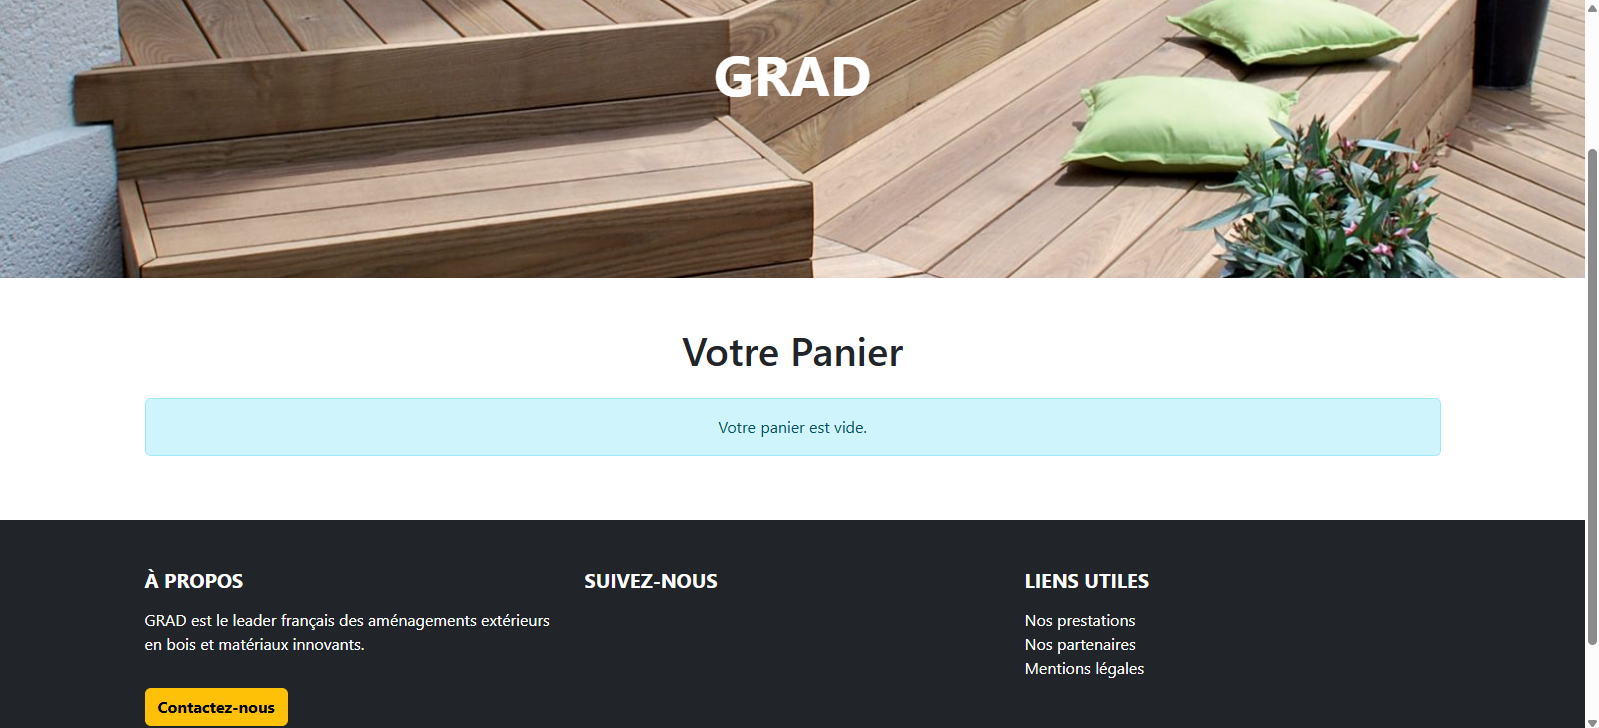 GRAD
Votre Panier
Votre panier est vide.
À PROPOS
GRAD est le leader français des aménagements extérieurs
en bois et matériaux innovants.
Contactez-nous
SUIVEZ-NOUS
LIENS UTILES
Nos prestations
Nos partenaires
Mentions légales